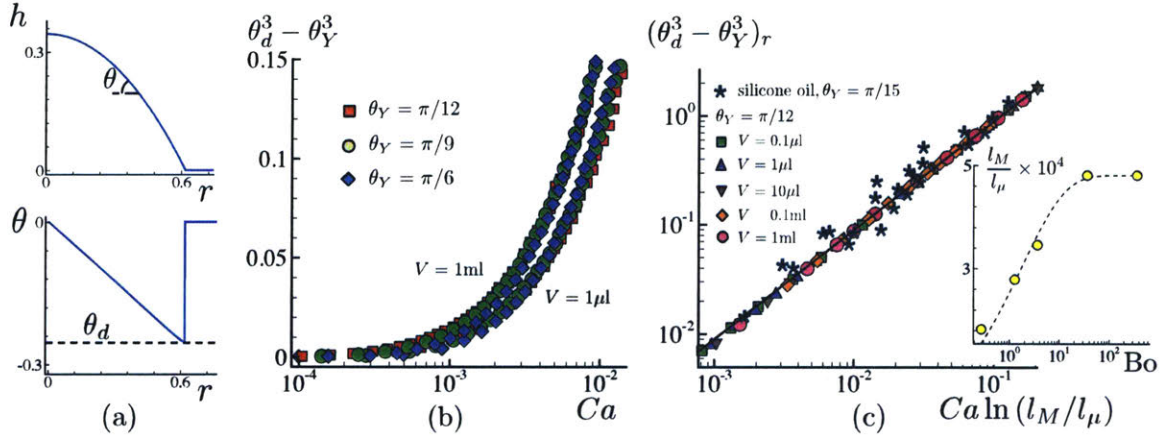 h
0.3
θ
0
0.6
r
θ
0
θ_d
-0.3
0.6
r
(a)
θ_d^3 − θ_Y^3
0.15
0.10
0.05
0
θ_Y = π/12
θ_Y = π/9
θ_Y = π/6
V = 1ml
V = 1μl
10^-4
10^-3
10^-2
(b)
Ca
(θ_d^3 − θ_Y^3)_r
10^0
10^-1
10^-2
silicone oil, θ_Y = π/15
θ_Y = π/12
V = 0.1μl
V = 1μl
V = 10μl
V 0.1ml
V = 1ml
l_M/l_μ × 10^4
5
3
10^0
10^1
10^2
Bo
10^-3
10^-2
10^-1
(c)
Ca ln (l_M/l_μ)